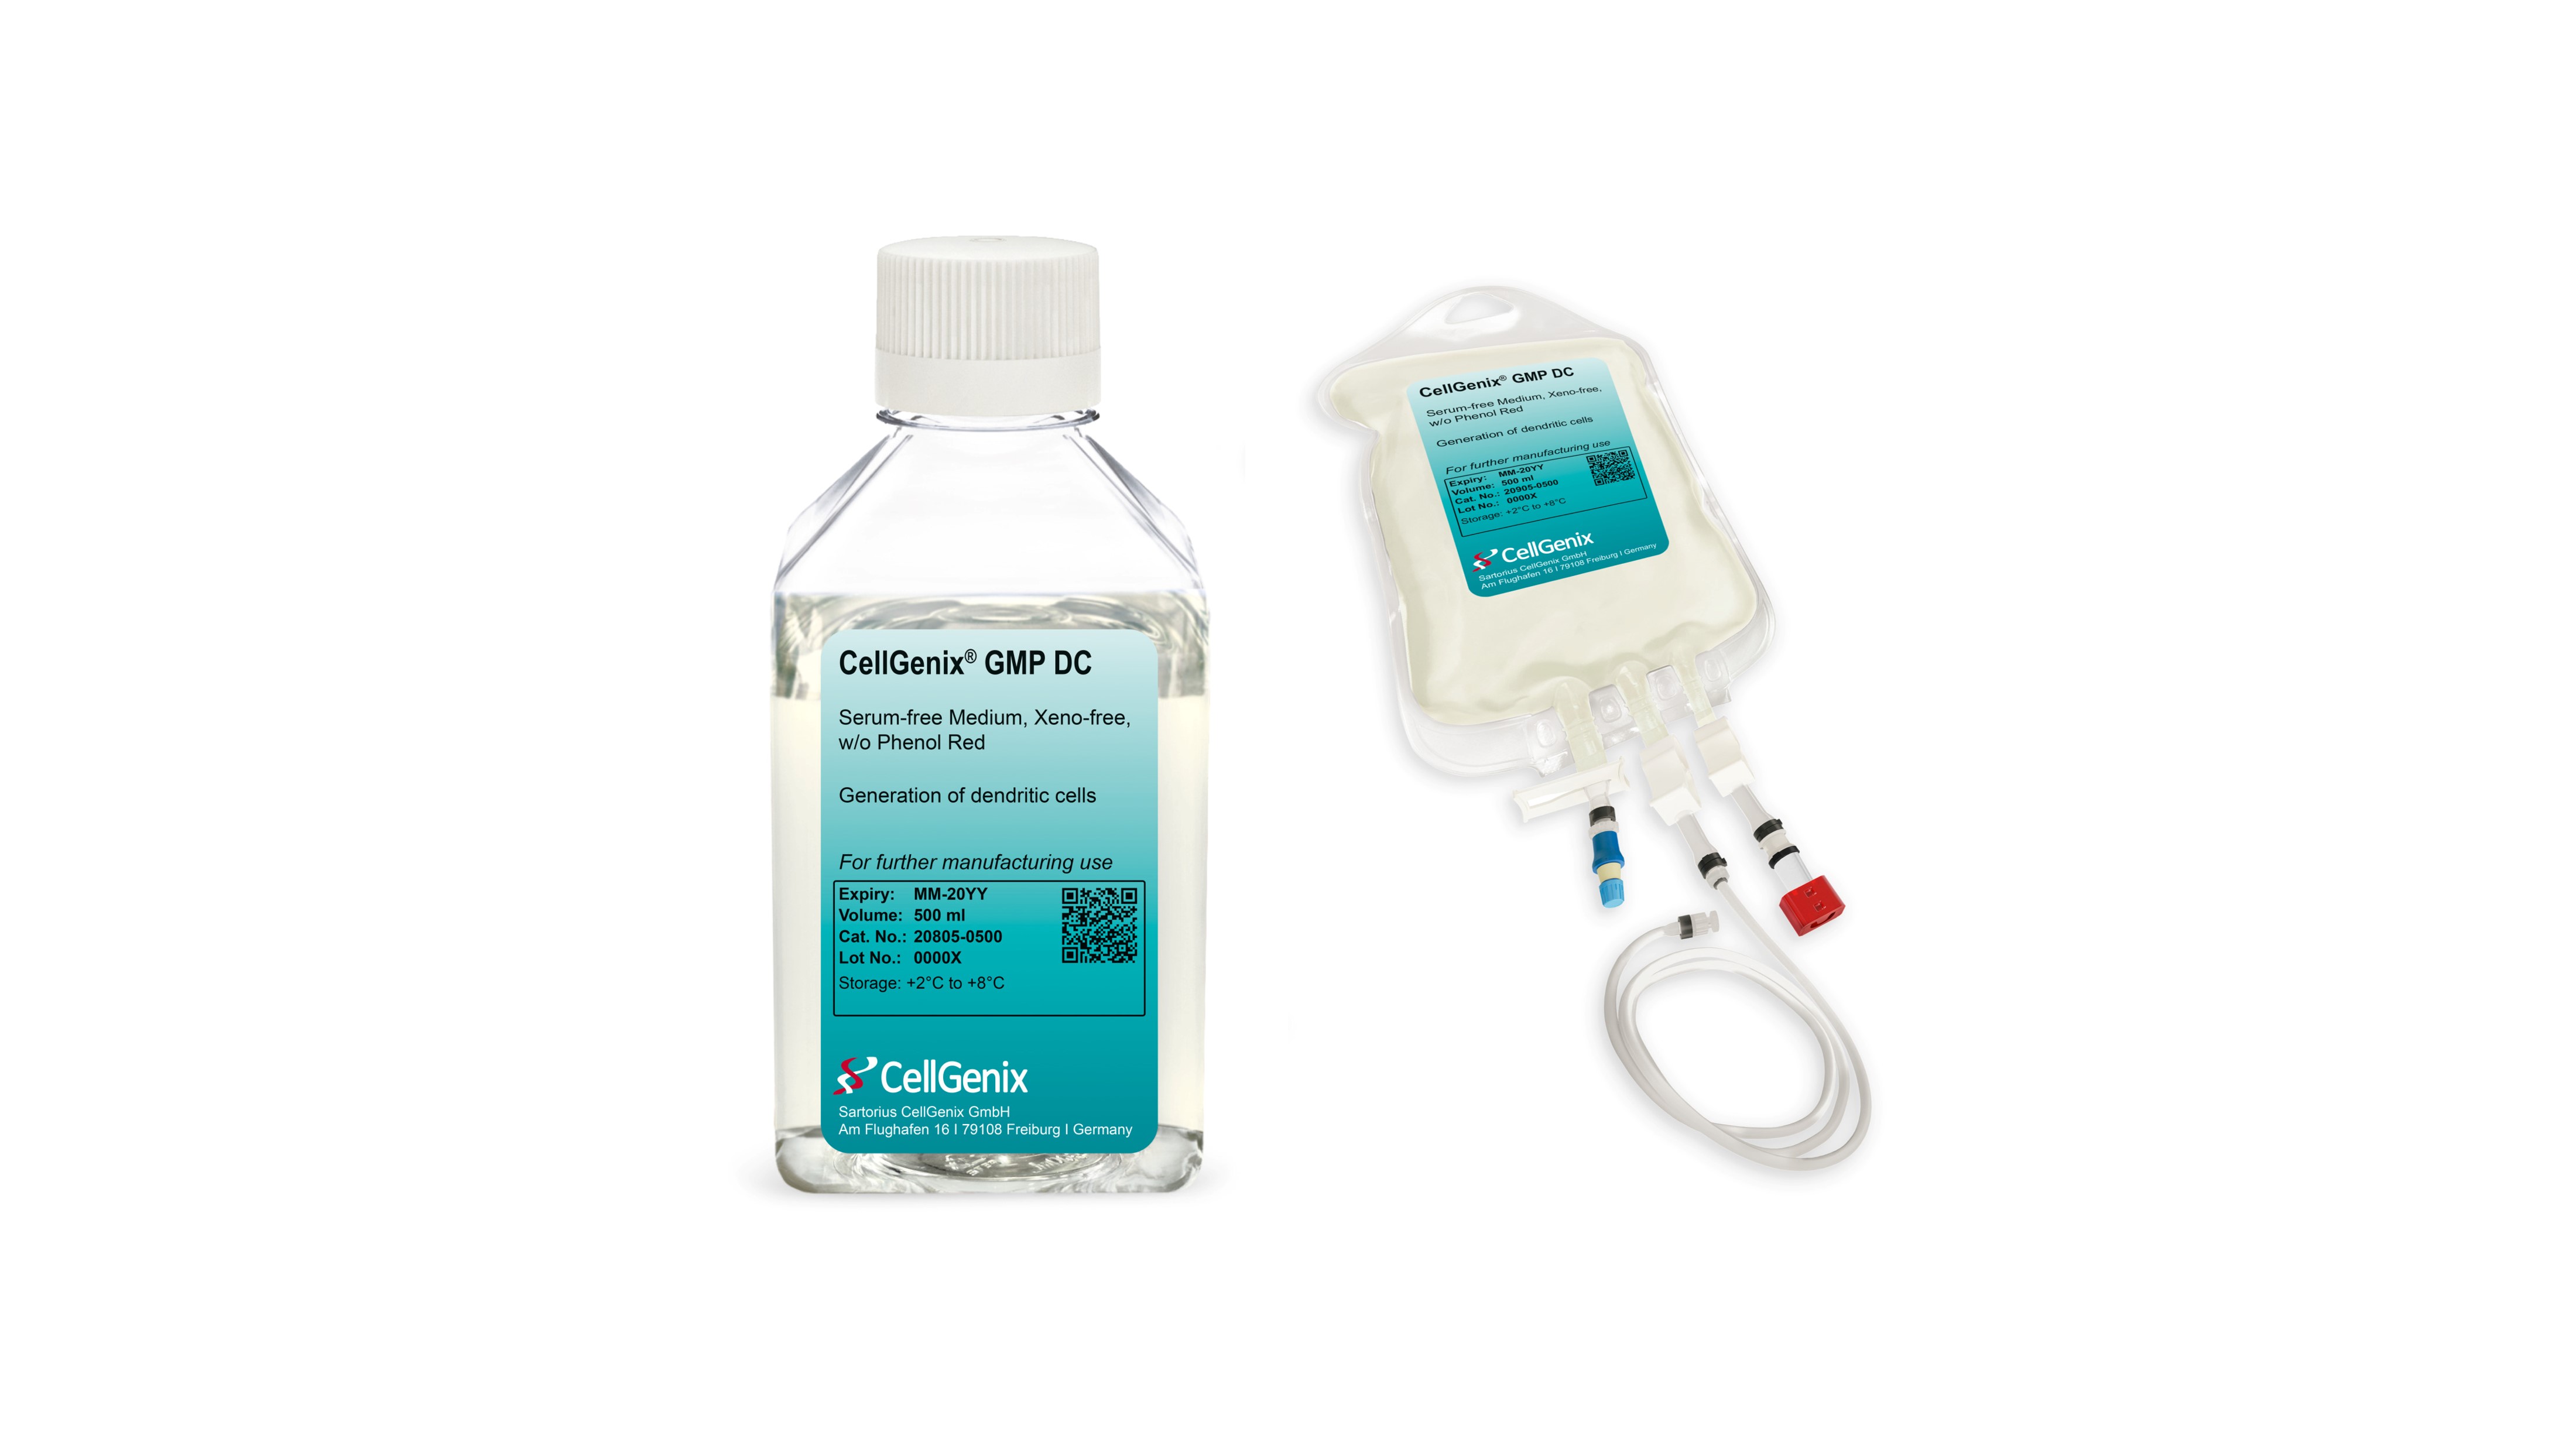 CellGenix® GMP DC
Serum-free Medium, Xeno-free,
w/o Phenol Red
Generation of dendritic cells
For further manufacturing use
Expiry: MM-20YY
Volume: 500 ml
Cat. No.: 20805-0500
Lot No.: 0000X
Storage: +2°C to +8°C
CellGenix
Sartorius CellGenix GmbH
Am Flughafen 16 I 79108 Freiburg I Germany
CellGenix® GMP DC
Serum-free Medium, Xeno-free,
w/o Phenol Red
Generation of dendritic cells
For further manufacturing use
Expiry: MM-20YY
Volume: 500 ml
Cat. No.: 20905-0500
Lot No.: 0000X
Storage: +2°C to +8°C
CellGenix
Sartorius CellGenix GmbH
Am Flughafen 16 I 79108 Freiburg I Germany